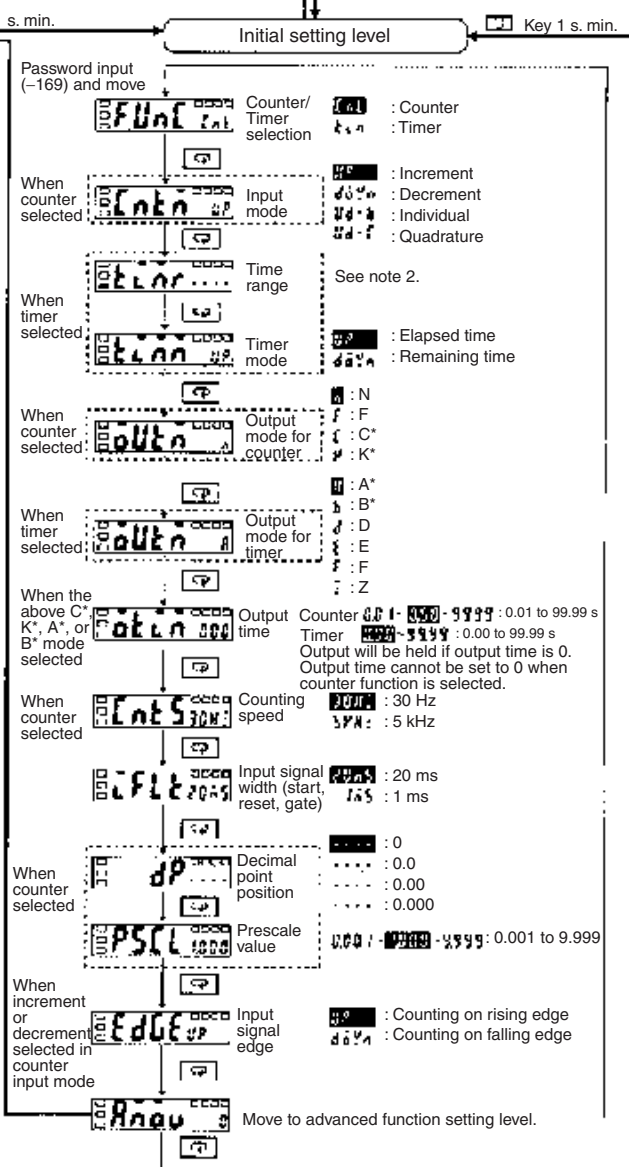 s. min.
Initial setting level
Key 1 s. min.
Password input
(−169) and move
Counter/
Timer
selection
: Counter
: Timer
When
counter
selected
Input
mode
: Increment
: Decrement
: Individual
: Quadrature
When
timer
selected
Time
range
See note 2.
Timer
mode
: Elapsed time
: Remaining time
When
counter
selected
Output
mode for
counter
: N
: F
: C*
: K*
When
timer
selected
Output
mode for
timer
: A*
: B*
: D
: E
: F
: Z
When the
above C*,
K*, A*, or
B* mode
selected
Output
time
Counter : 0.01 to 99.99 s
Timer : 0.00 to 99.99 s
Output will be held if output time is 0.
Output time cannot be set to 0 when
counter function is selected.
When
counter
selected
Counting
speed
: 30 Hz
: 5 kHz
Input signal
width (start,
reset, gate)
: 20 ms
: 1 ms
When
counter
selected
Decimal
point
position
: 0
: 0.0
: 0.00
: 0.000
Prescale
value
: 0.001 to 9.999
When
increment
or
decrement
selected in
counter
input mode
Input
signal
edge
: Counting on rising edge
: Counting on falling edge
Move to advanced function setting level.